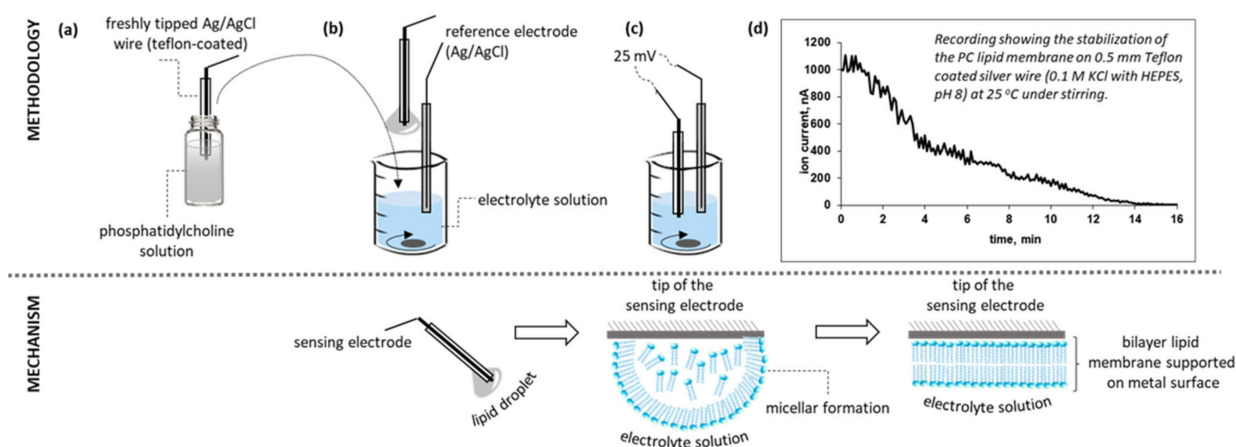 METHODOLOGY
(a)
freshly tipped Ag/AgCl
wire (teflon-coated)
phosphatidylcholine
solution
(b)
reference electrode
(Ag/AgCl)
electrolyte solution
(c)
25 mV
(d)
Recording showing the stabilization of
the PC lipid membrane on 0.5 mm Teflon
coated silver wire (0.1 M KCl with HEPES,
pH 8) at 25 °C under stirring.
ion current, nA
1200
1000
800
600
400
200
0
0 2 4 6 8 10 12 14 16
time, min
MECHANISM
sensing electrode
lipid droplet
tip of the
sensing electrode
micellar formation
electrolyte solution
tip of the
sensing electrode
bilayer lipid
membrane supported
on metal surface
electrolyte solution